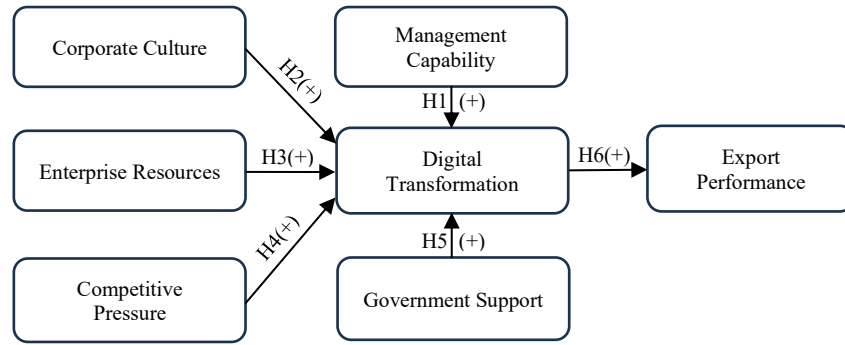 Corporate Culture
Management
Capability
H2(+)
H1 (+)
Enterprise Resources
H3(+)
Digital
Transformation
H6(+)
Export
Performance
H4(+)
H5 (+)
Competitive
Pressure
Government Support